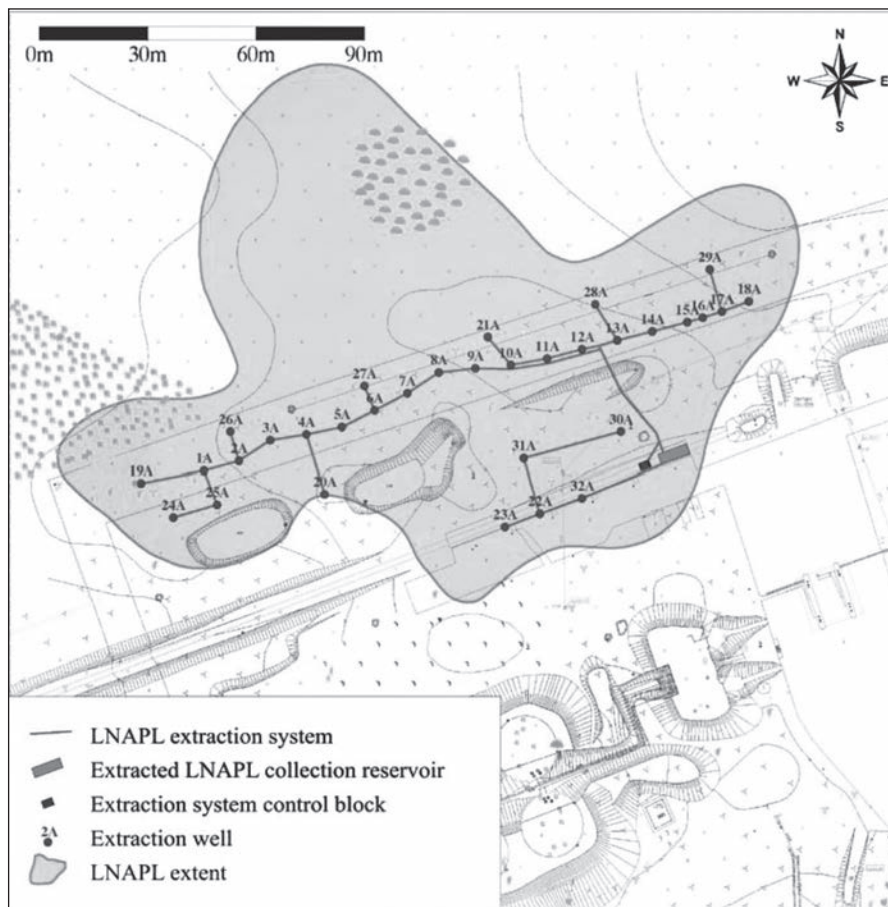 0m 30m 60m 90m
N
W E
S
29A
28A
18A
17A
16A
15A
14A
13A
21A
12A
11A
10A
9A
8A
27A
7A
6A
5A
26A
4A
3A
2A
1A
19A
30A
31A
20A
25A
24A
32A
22A
23A
LNAPL extraction system
Extracted LNAPL collection reservoir
Extraction system control block
2A
Extraction well
LNAPL extent